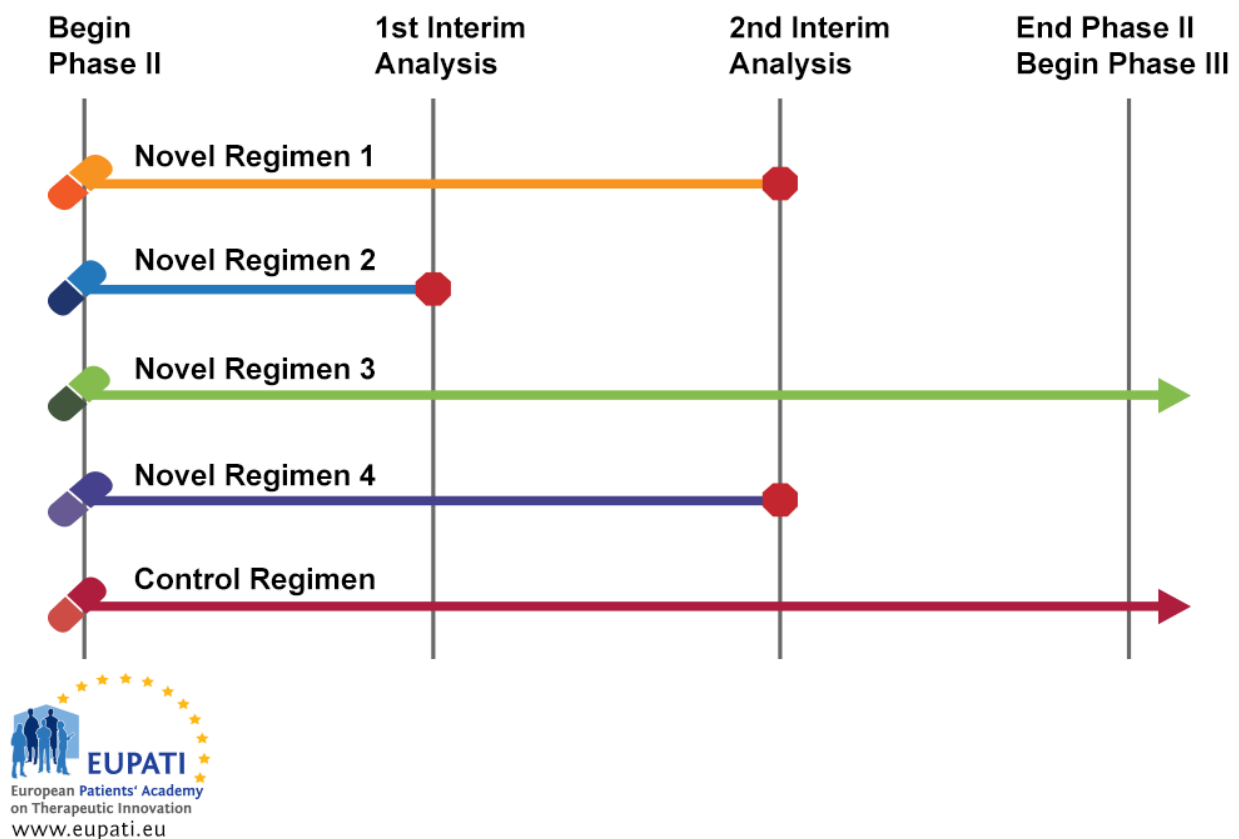 Begin
Phase II
1st Interim
Analysis
2nd Interim
Analysis
End Phase II
Begin Phase III
Novel Regimen 1
Novel Regimen 2
Novel Regimen 3
Novel Regimen 4
Control Regimen
EUPATI
European Patients' Academy
on Therapeutic Innovation
www.eupati.eu